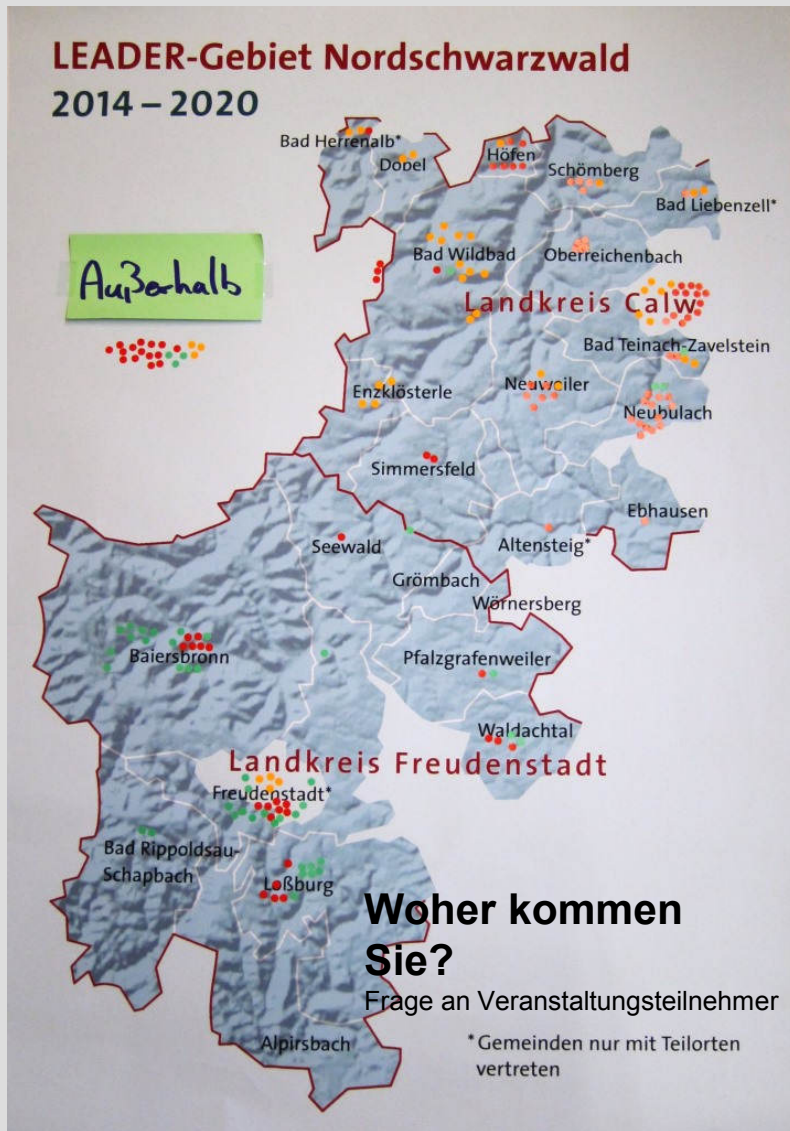 LEADER-Gebiet Nordschwarzwald
2014 – 2020
Bad Herrenalb*
Dobel
Höfen
Schömberg
Bad Liebenzell*
Außerhalb
Bad Wildbad
Oberreichenbach
Landkreis Calw
Bad Teinach-Zavelstein
Enzklösterle
Neuweiler
Neubulach
Simmersfeld
Ebhausen
Seewald
Altensteig*
Grömbach
Wörnersberg
Baiersbronn
Pfalzgrafenweiler
Waldachtal
Landkreis Freudenstadt
Freudenstadt*
Bad Rippoldsau-
Schapbach
Loßburg
Woher kommen
Sie?
Frage an Veranstaltungsteilnehmer
Alpirsbach
*Gemeinden nur mit Teilorten
vertreten